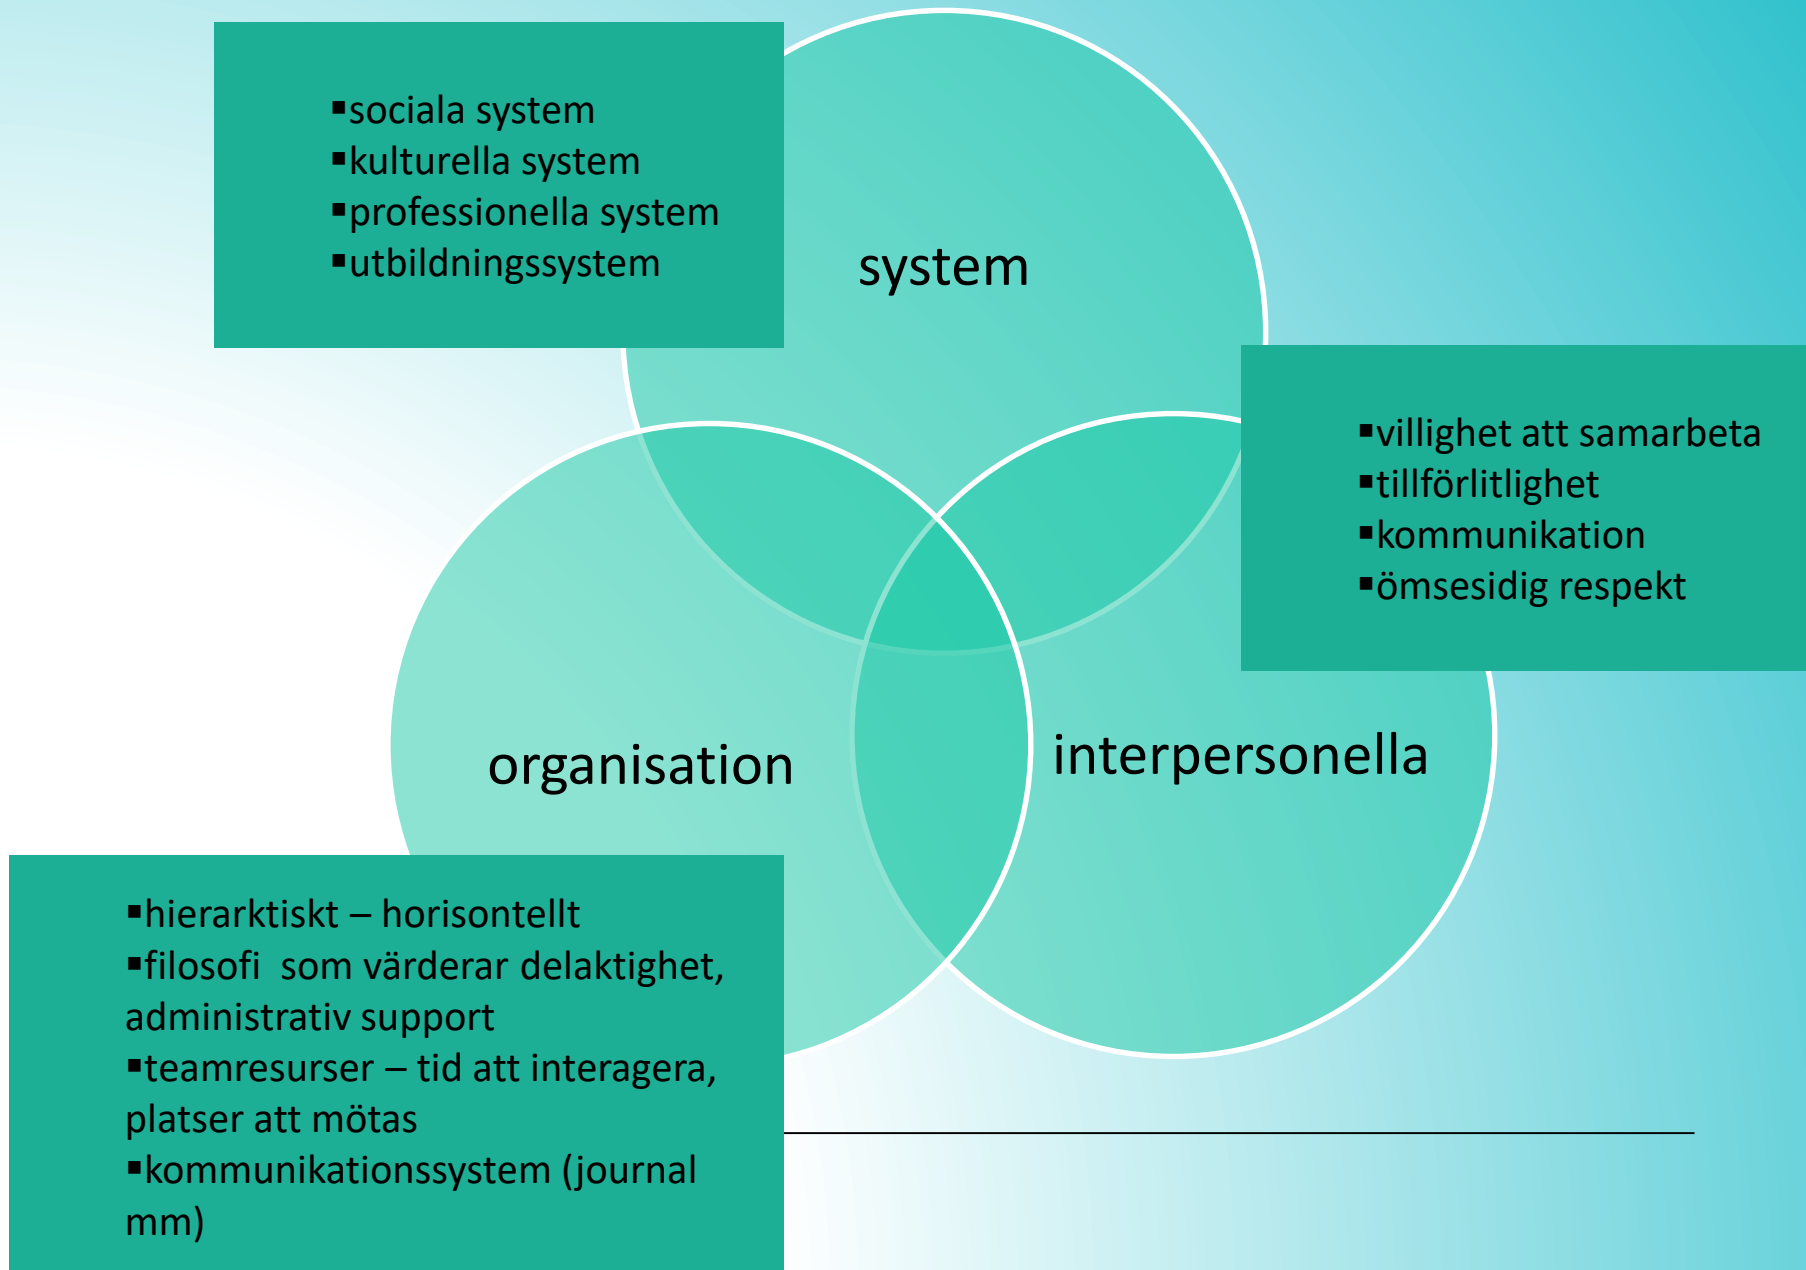 ▪sociala system
▪kulturella system
▪professionella system
▪utbildningssystem
system
▪villighet att samarbeta
▪tillförlitlighet
▪kommunikation
▪ömsesidig respekt
organisation
interpersonella
▪hierarktiskt – horisontellt
▪filosofi  som värderar delaktighet,
administrativ support
▪teamresurser – tid att interagera,
platser att mötas
▪kommunikationssystem (journal
mm)